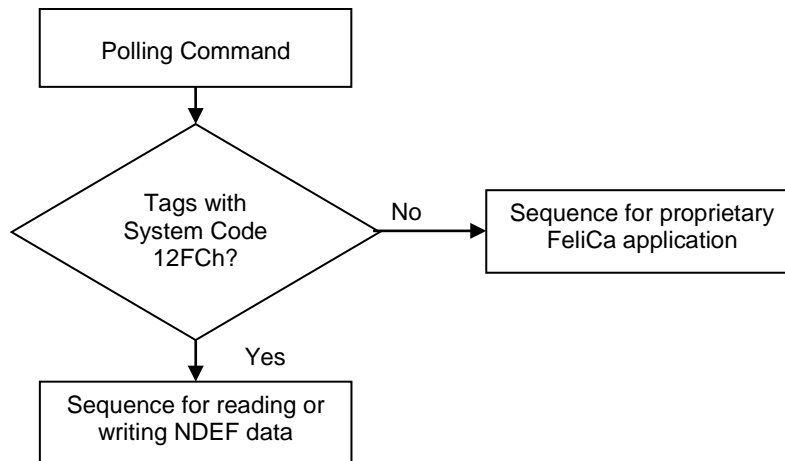 Polling Command
Tags with
System Code
12FCh?
No
Sequence for proprietary
FeliCa application
Yes
Sequence for reading or
writing NDEF data